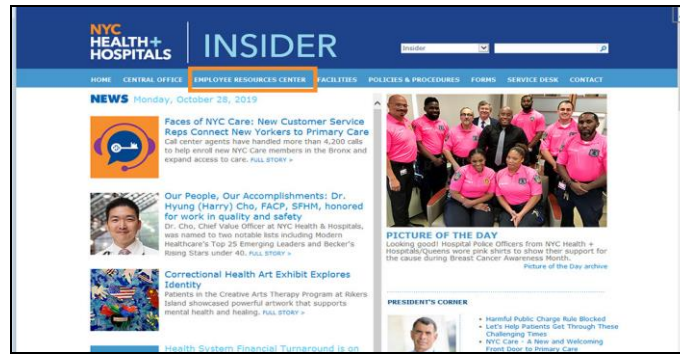 NYC
HEALTH+
HOSPITALS
INSIDER
Insider
HOME CENTRAL OFFICE EMPLOYEE RESOURCES CENTER FACILITIES POLICIES & PROCEDURES FORMS SERVICE DESK CONTACT
NEWS Monday, October 28, 2019
Faces of NYC Care: New Customer Service
Reps Connect New Yorkers to Primary Care
Call center agents have handled more than 4,200 calls
to help enroll new NYC Care members in the Bronx and
expand access to care. FULL STORY »
Our People, Our Accomplishments: Dr.
Hyung (Harry) Cho, FACP, SFHM, honored
for work in quality and safety
Dr. Cho, Chief Value Officer at NYC Health & Hospitals,
was named to two notable lists including Modern
Healthcare's Top 25 Emerging Leaders and Becker's
Rising Stars under 40. FULL STORY »
Correctional Health Art Exhibit Explores
Identity
Patients in the Creative Arts Therapy Program at Rikers
Island showcased powerful artwork that supports
mental health and healing. FULL STORY »
Health System Financial Turnaround is on
PICTURE OF THE DAY
Looking good! Hospital Police Officers from NYC Health +
Hospitals/Queens wore pink shirts to show their support for
the cause during Breast Cancer Awareness Month.
Picture of the Day archive
PRESIDENT'S CORNER
• Harmful Public Charge Rule Blocked
• Let's Help Patients Get Through These
Challenging Times
• NYC Care - A New and Welcoming
Front Door to Primary Care